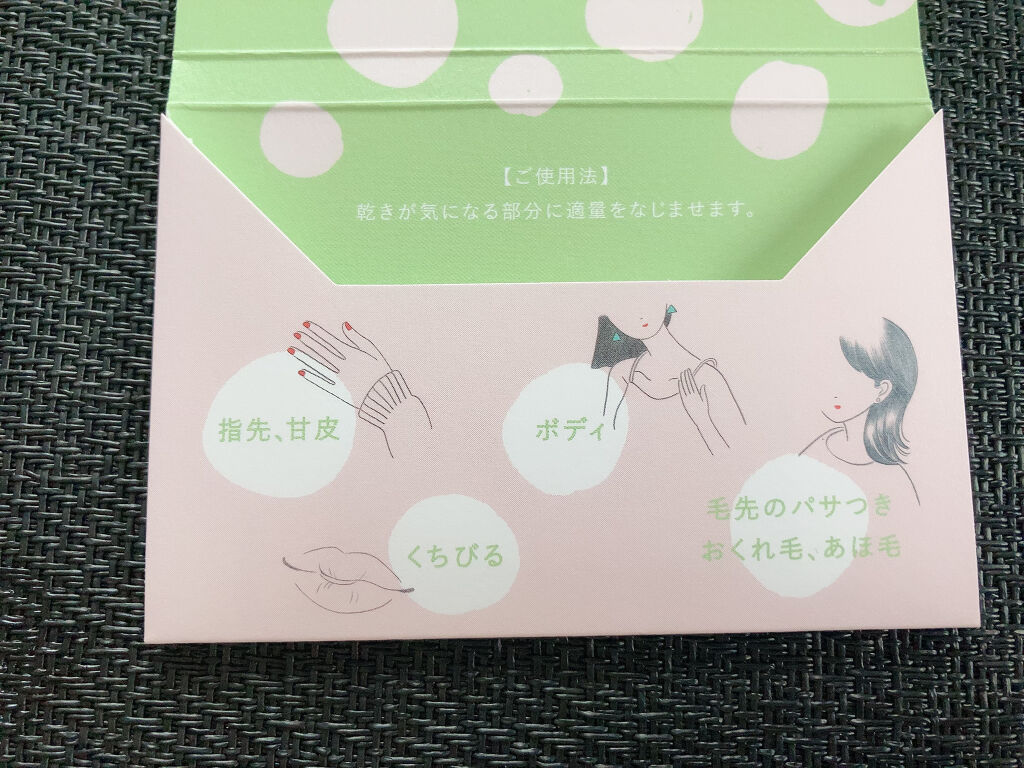 【ご使用法】
乾きが気になる部分に適量をなじませます。
指先、甘皮
ボディ
くちびる
毛先のパサつき
おくれ毛、あほ毛